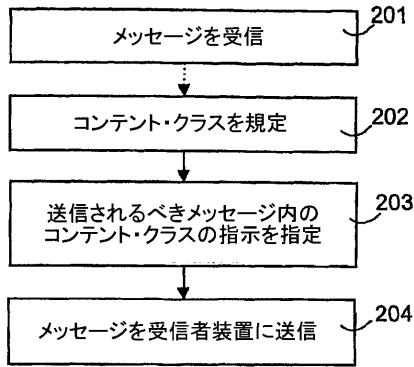 メッセージを受信
201
コンテント・クラスを規定
202
送信されるべきメッセージ内の
コンテント・クラスの指示を指定
203
メッセージを受信者装置に送信
204